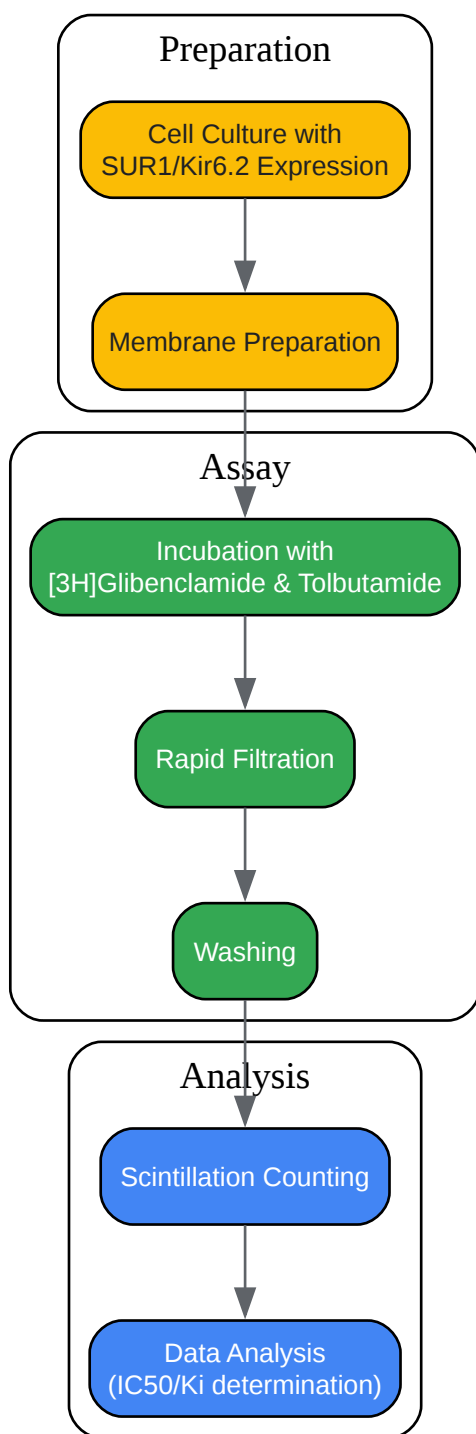 Preparation
Cell Culture with
SUR1/Kir6.2 Expression
Membrane Preparation
Assay
Incubation with
[3H]Glibenclamide & Tolbutamide
Rapid Filtration
Washing
Analysis
Scintillation Counting
Data Analysis
(IC50/Ki determination)